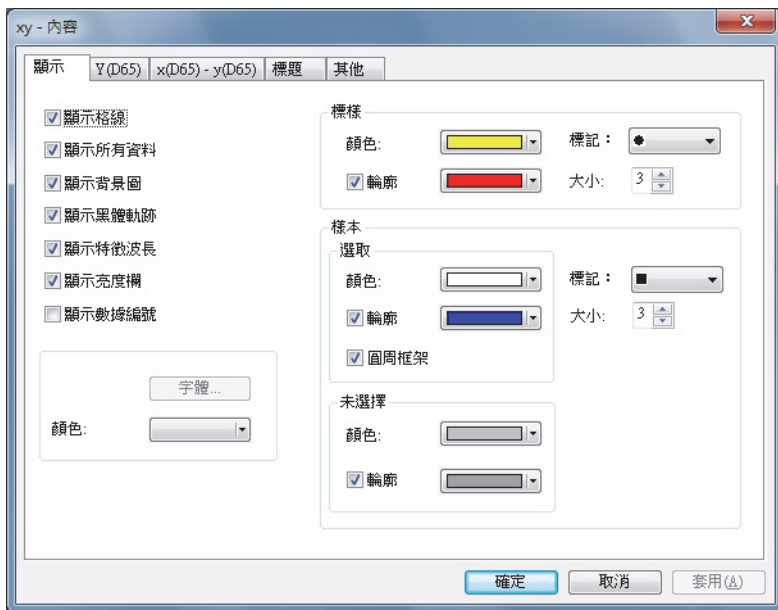 xy - 內容
顯示
Y(D65)
x(D65) - y(D65)
標題
其他
顯示格線
顯示所有資料
顯示背景圖
顯示黑體軌跡
顯示特徵波長
顯示亮度欄
顯示數據編號
字體...
顏色:
標樣
顏色:
標記：
輪廓
大小:
3
樣本
選取
顏色:
標記：
輪廓
大小:
3
圓周框架
未選擇
顏色:
輪廓
確定
取消
套用(A)